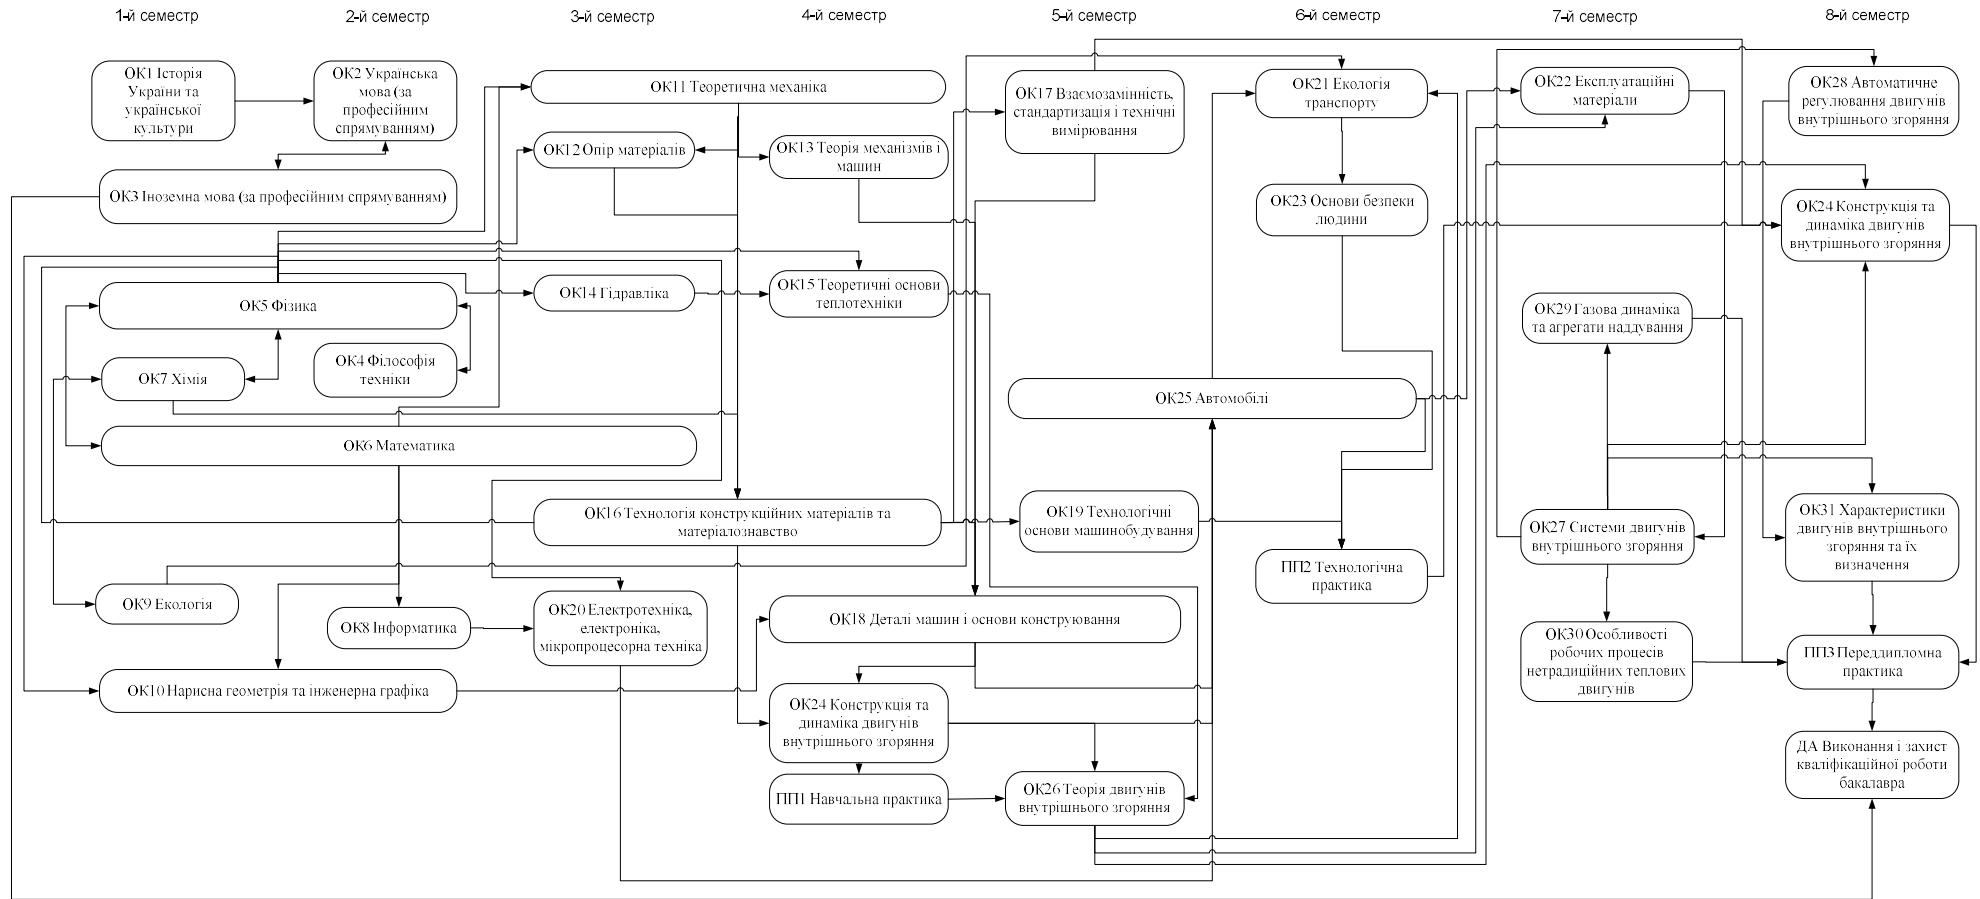 1-й семестр
2-й семестр
3-й семестр
4-й семестр
5-й семестр
6-й семестр
7-й семестр
8-й семестр
ОК1 Історія
України та
української
культури
ОК2 Українська
мова (за
професійним
спрямуванням)
ОК3 Іноземна мова (за професійним спрямуванням)
ОК5 Фізика
ОК4 Філософія
техніки
ОК7 Хімія
ОК6 Математика
ОК9 Екологія
ОК8 Інформатика
ОК10 Нарисна геометрія та інженерна графіка
ОК11 Теоретична механіка
ОК12 Опір матеріалів
ОК13 Теорія механізмів і
машин
ОК14 Гідравліка
ОК15 Теоретичні основи
теплотехніки
ОК16 Технологія конструкційних матеріалів та
матеріалознавство
ОК20 Електротехніка,
електроніка,
мікропроцесорна техніка
ОК18 Деталі машин і основи конструювання
ОК24 Конструкція та
динаміка двигунів
внутрішнього згоряння
ПП1 Навчальна практика
ОК17 Взаємозамінність,
стандартизація і технічні
вимірювання
ОК25 Автомобілі
ОК19 Технологічні
основи машинобудування
ОК26 Теорія двигунів
внутрішнього згоряння
ОК21 Екологія
транспорту
ОК23 Основи безпеки
людини
ПП2 Технологічна
практика
ОК22 Експлуатаційні
матеріали
ОК29 Газова динаміка
та агрегати наддування
ОК27 Системи двигунів
внутрішнього згоряння
ОК30 Особливості
робочих процесів
нетрадиційних теплових
двигунів
ОК28 Автоматичне
регулювання двигунів
внутрішнього згоряння
ОК24 Конструкція та
динаміка двигунів
внутрішнього згоряння
ОК31 Характеристики
двигунів внутрішнього
згоряння та їх
визначення
ПП3 Переддипломна
практика
ДА Виконання і захист
кваліфікаційної роботи
бакалавра